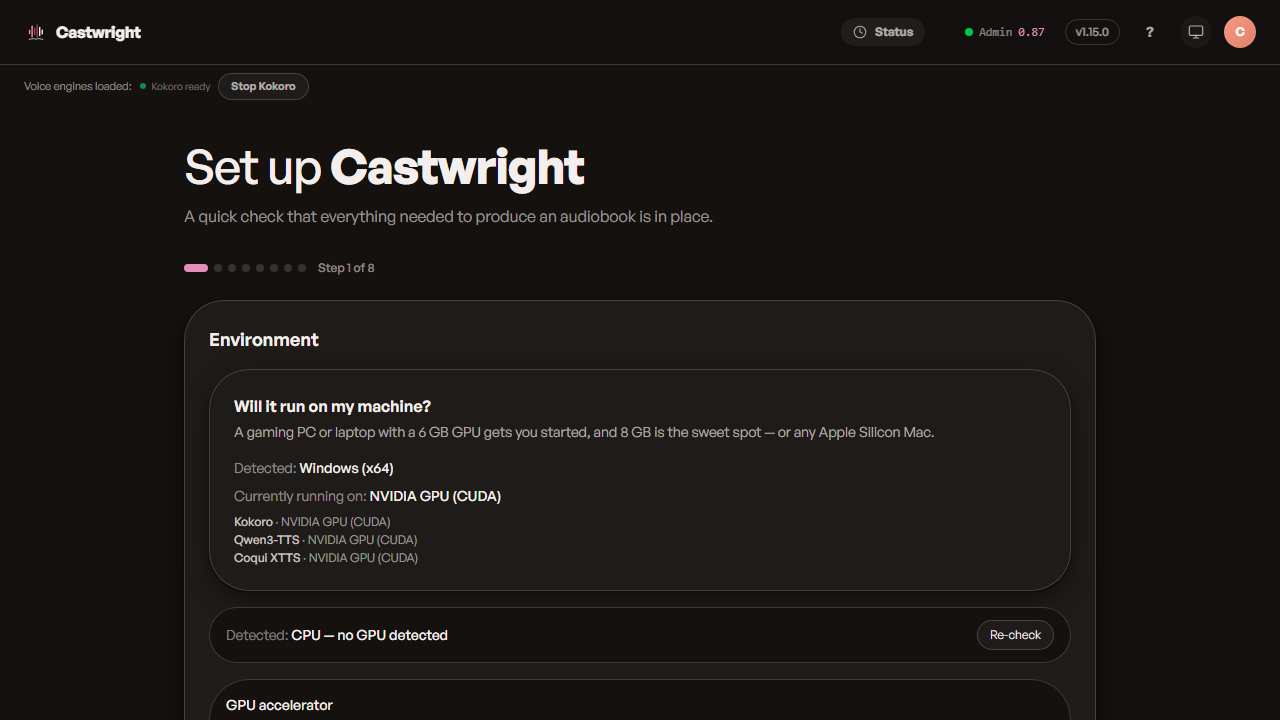 Castwright
Status
Admin 0.87
v1.15.0
?
C
Voice engines loaded:
Kokoro ready
Stop Kokoro
Set up Castwright
A quick check that everything needed to produce an audiobook is in place.
Step 1 of 8
Environment
Will it run on my machine?
A gaming PC or laptop with a 6 GB GPU gets you started, and 8 GB is the sweet spot — or any Apple Silicon Mac.
Detected: Windows (x64)
Currently running on: NVIDIA GPU (CUDA)
Kokoro · NVIDIA GPU (CUDA)
Qwen3-TTS · NVIDIA GPU (CUDA)
Coqui XTTS · NVIDIA GPU (CUDA)
Detected: CPU — no GPU detected
Re-check
GPU accelerator